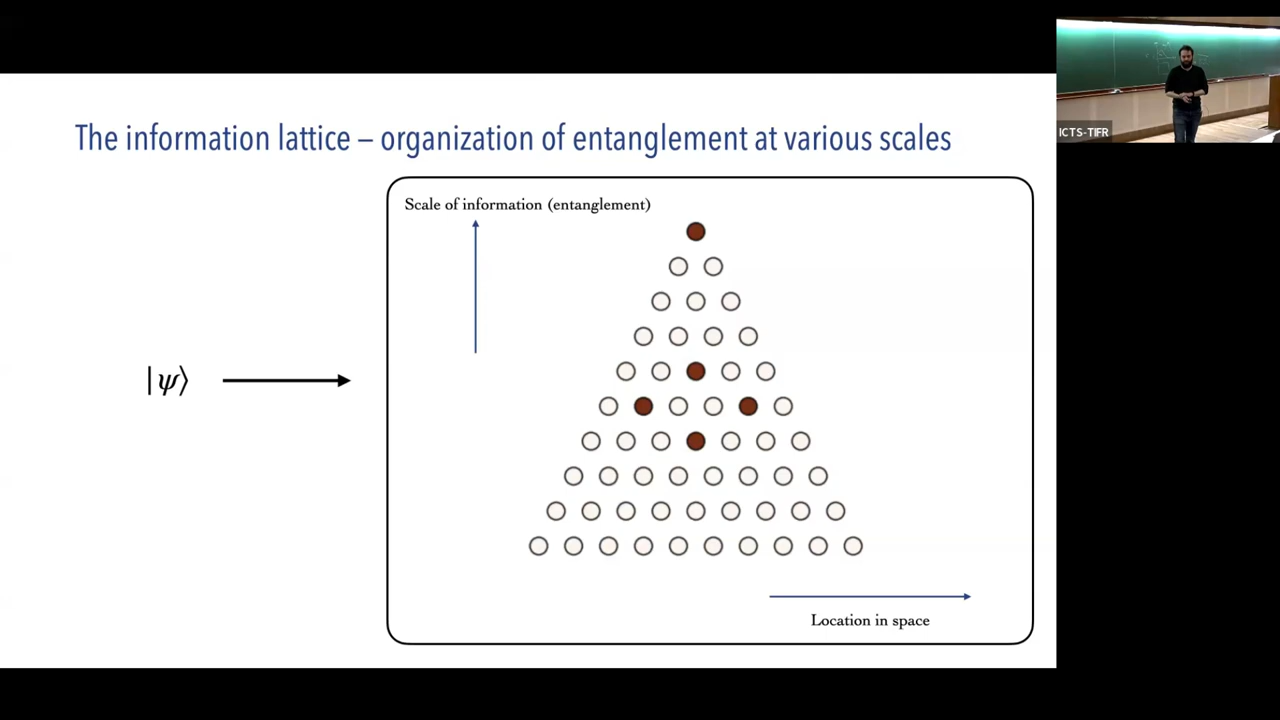 The information lattice – organization of entanglement at various scales
Scale of information (entanglement)
|ψ⟩
Location in space
ICTS-TIFR